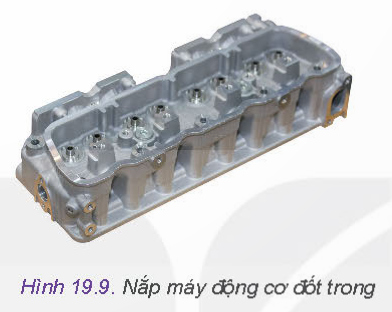 Hình 19.9. Nắp máy động cơ đốt trong